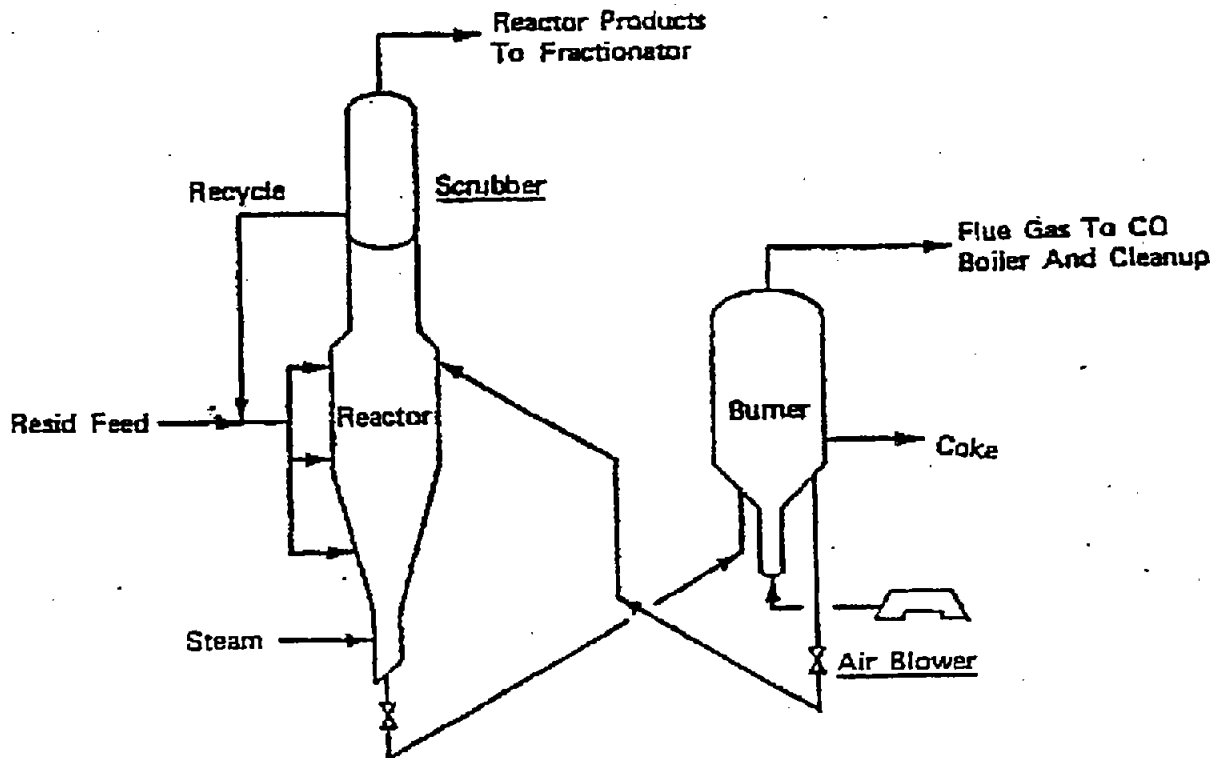 Reactor Products
To Fractionator
Recycle
Scrubber
Flue Gas To CO
Boiler And Cleanup
Resid Feed
Reactor
Burner
Coke
Steam
Air Blower